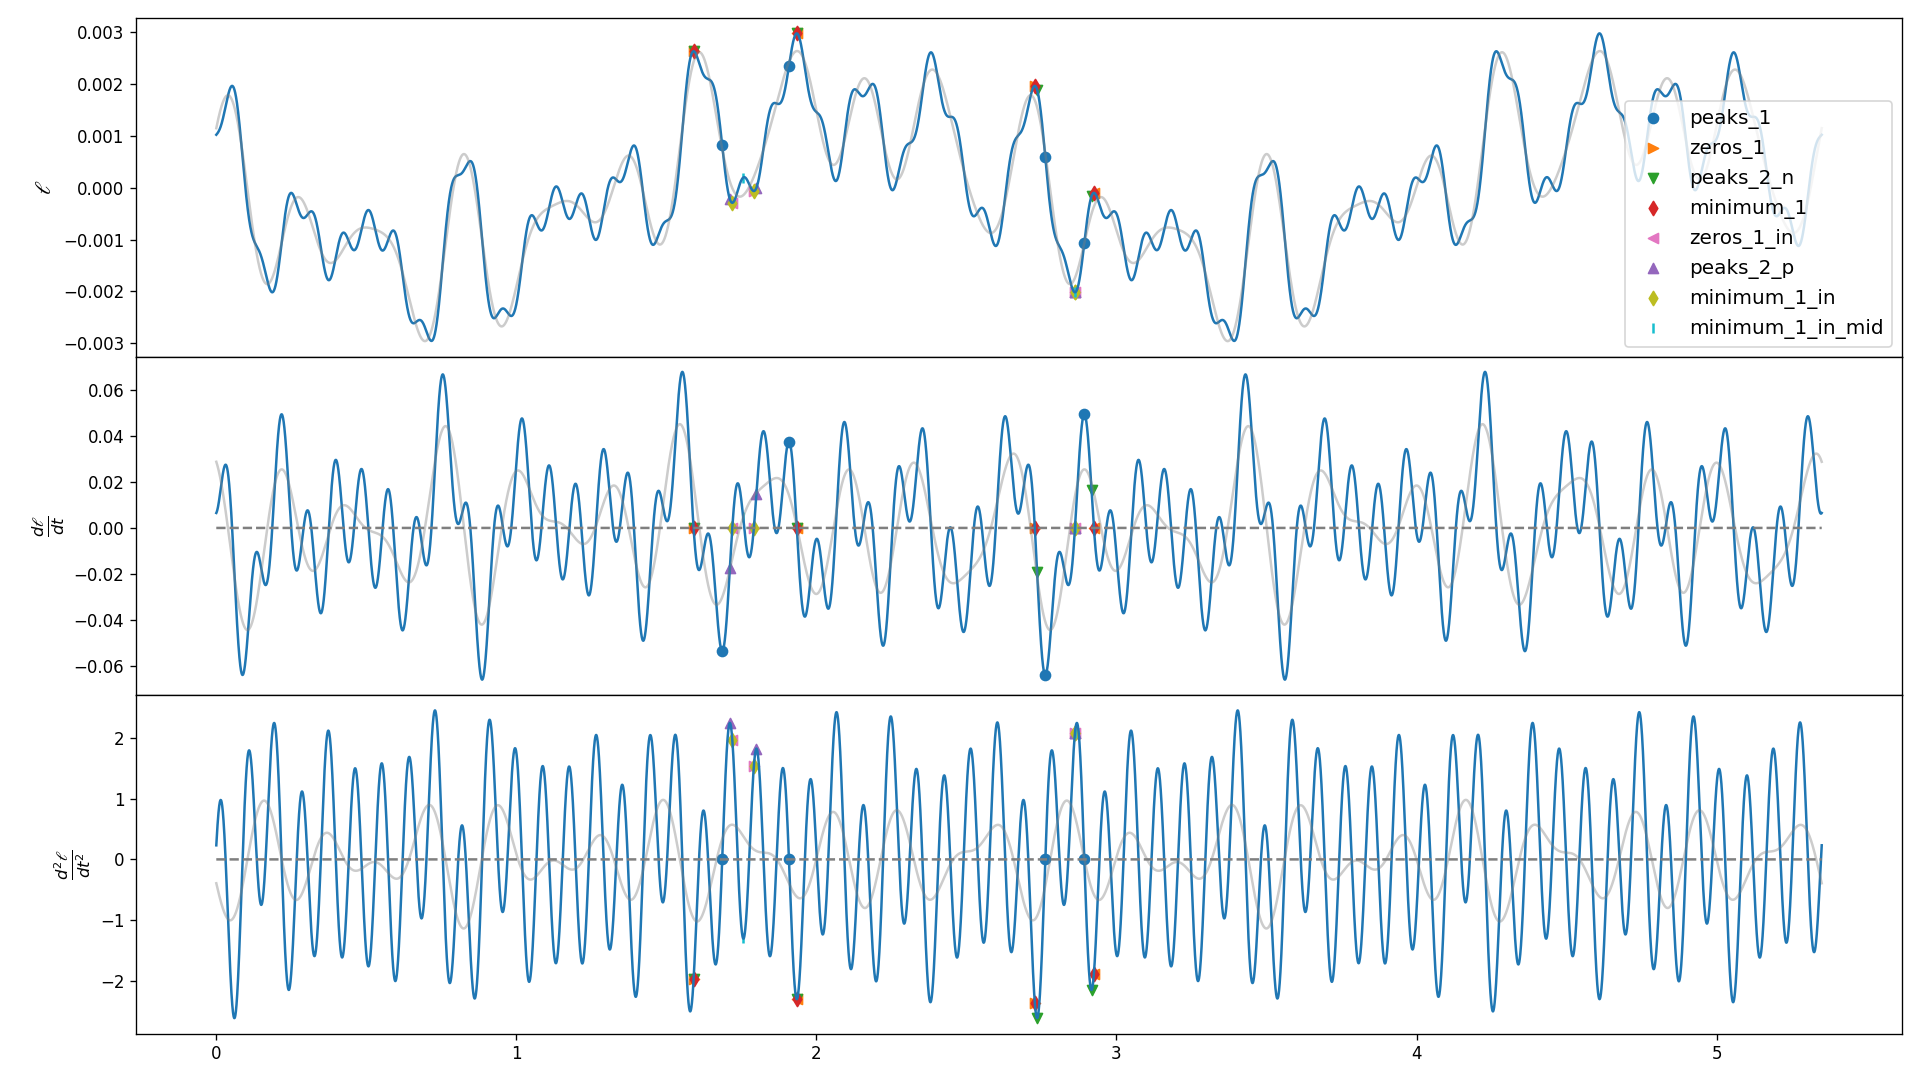 0.003
0.002
0.001
0.000
−0.001
−0.002
−0.003
ℓ
peaks_1
zeros_1
peaks_2_n
minimum_1
zeros_1_in
peaks_2_p
minimum_1_in
minimum_1_in_mid
0.06
0.04
0.02
0.00
−0.02
−0.04
−0.06
dℓ
dt
2
1
0
−1
−2
d²ℓ
dt²
0 1 2 3 4 5